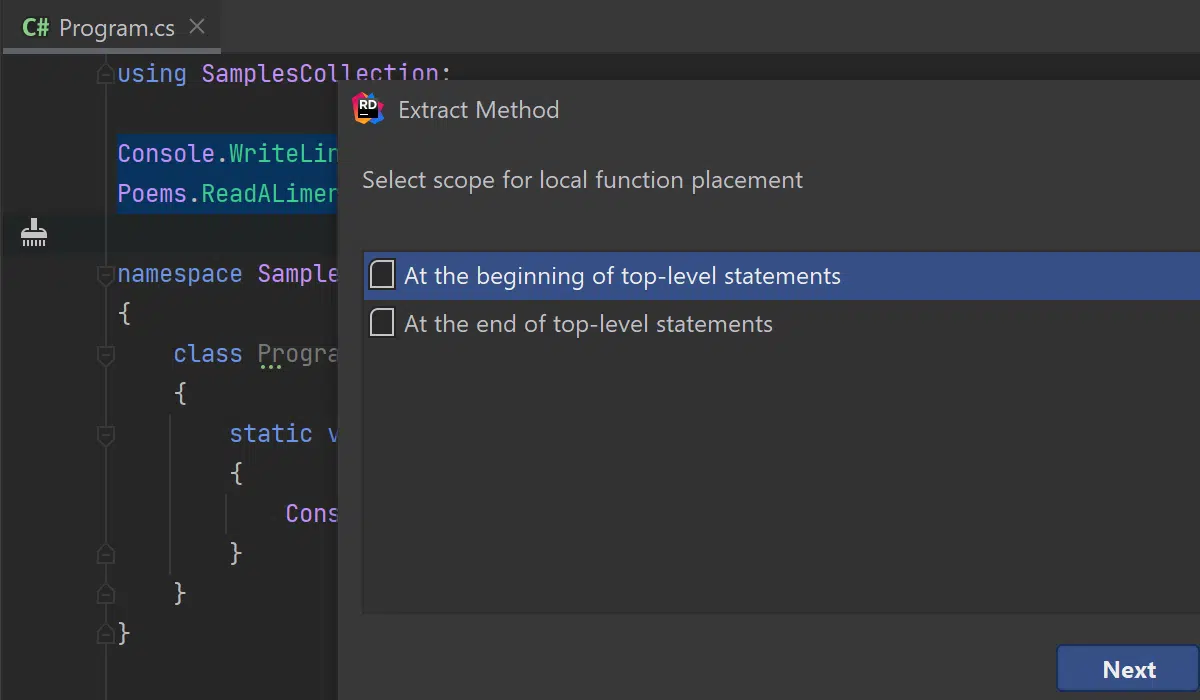 C# Program.cs
using SamplesCollection;
RD Extract Method
Select scope for local function placement
Console.WriteLin
Poems.ReadALimer
At the beginning of top-level statements
namespace Sample
At the end of top-level statements
{
class Progra
{
static v
{
Cons
}
}
}
Next